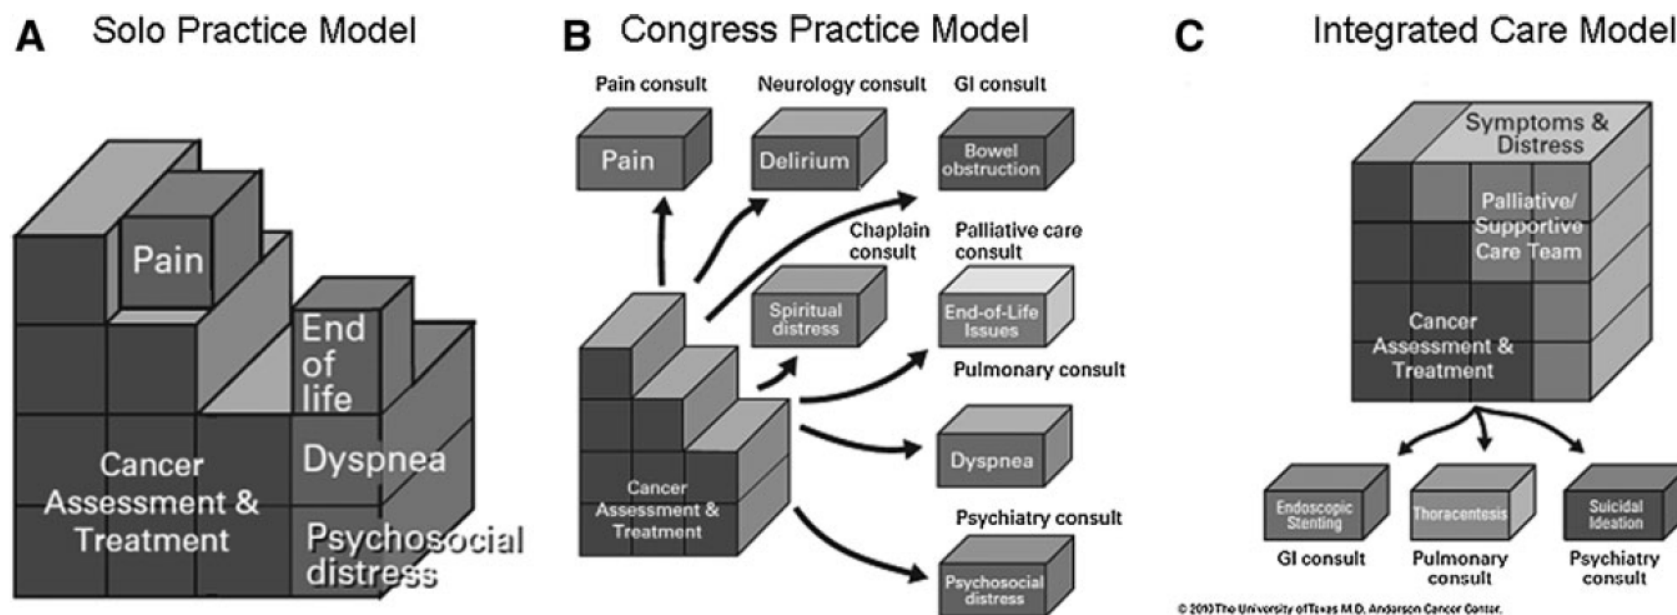 A Solo Practice Model
Pain
End
of
life
Cancer
Assessment &
Treatment
Dyspnea
Psychosocial
distress
B Congress Practice Model
Pain consult
Neurology consult
GI consult
Pain
Delirium
Bowel
obstruction
Chaplain
consult
Palliative care
consult
Spiritual
distress
End-of-Life
Issues
Pulmonary consult
Dyspnea
Cancer
Assessment &
Treatment
Psychiatry consult
Psychosocial
distress
C Integrated Care Model
Symptoms &
Distress
Palliative/
Supportive
Care Team
Cancer
Assessment &
Treatment
Endoscopic
Stenting
Thoracentesis
Suicidal
Ideation
GI consult
Pulmonary
consult
Psychiatry
consult
© 2010 The University of Texas M.D. Anderson Cancer Center.